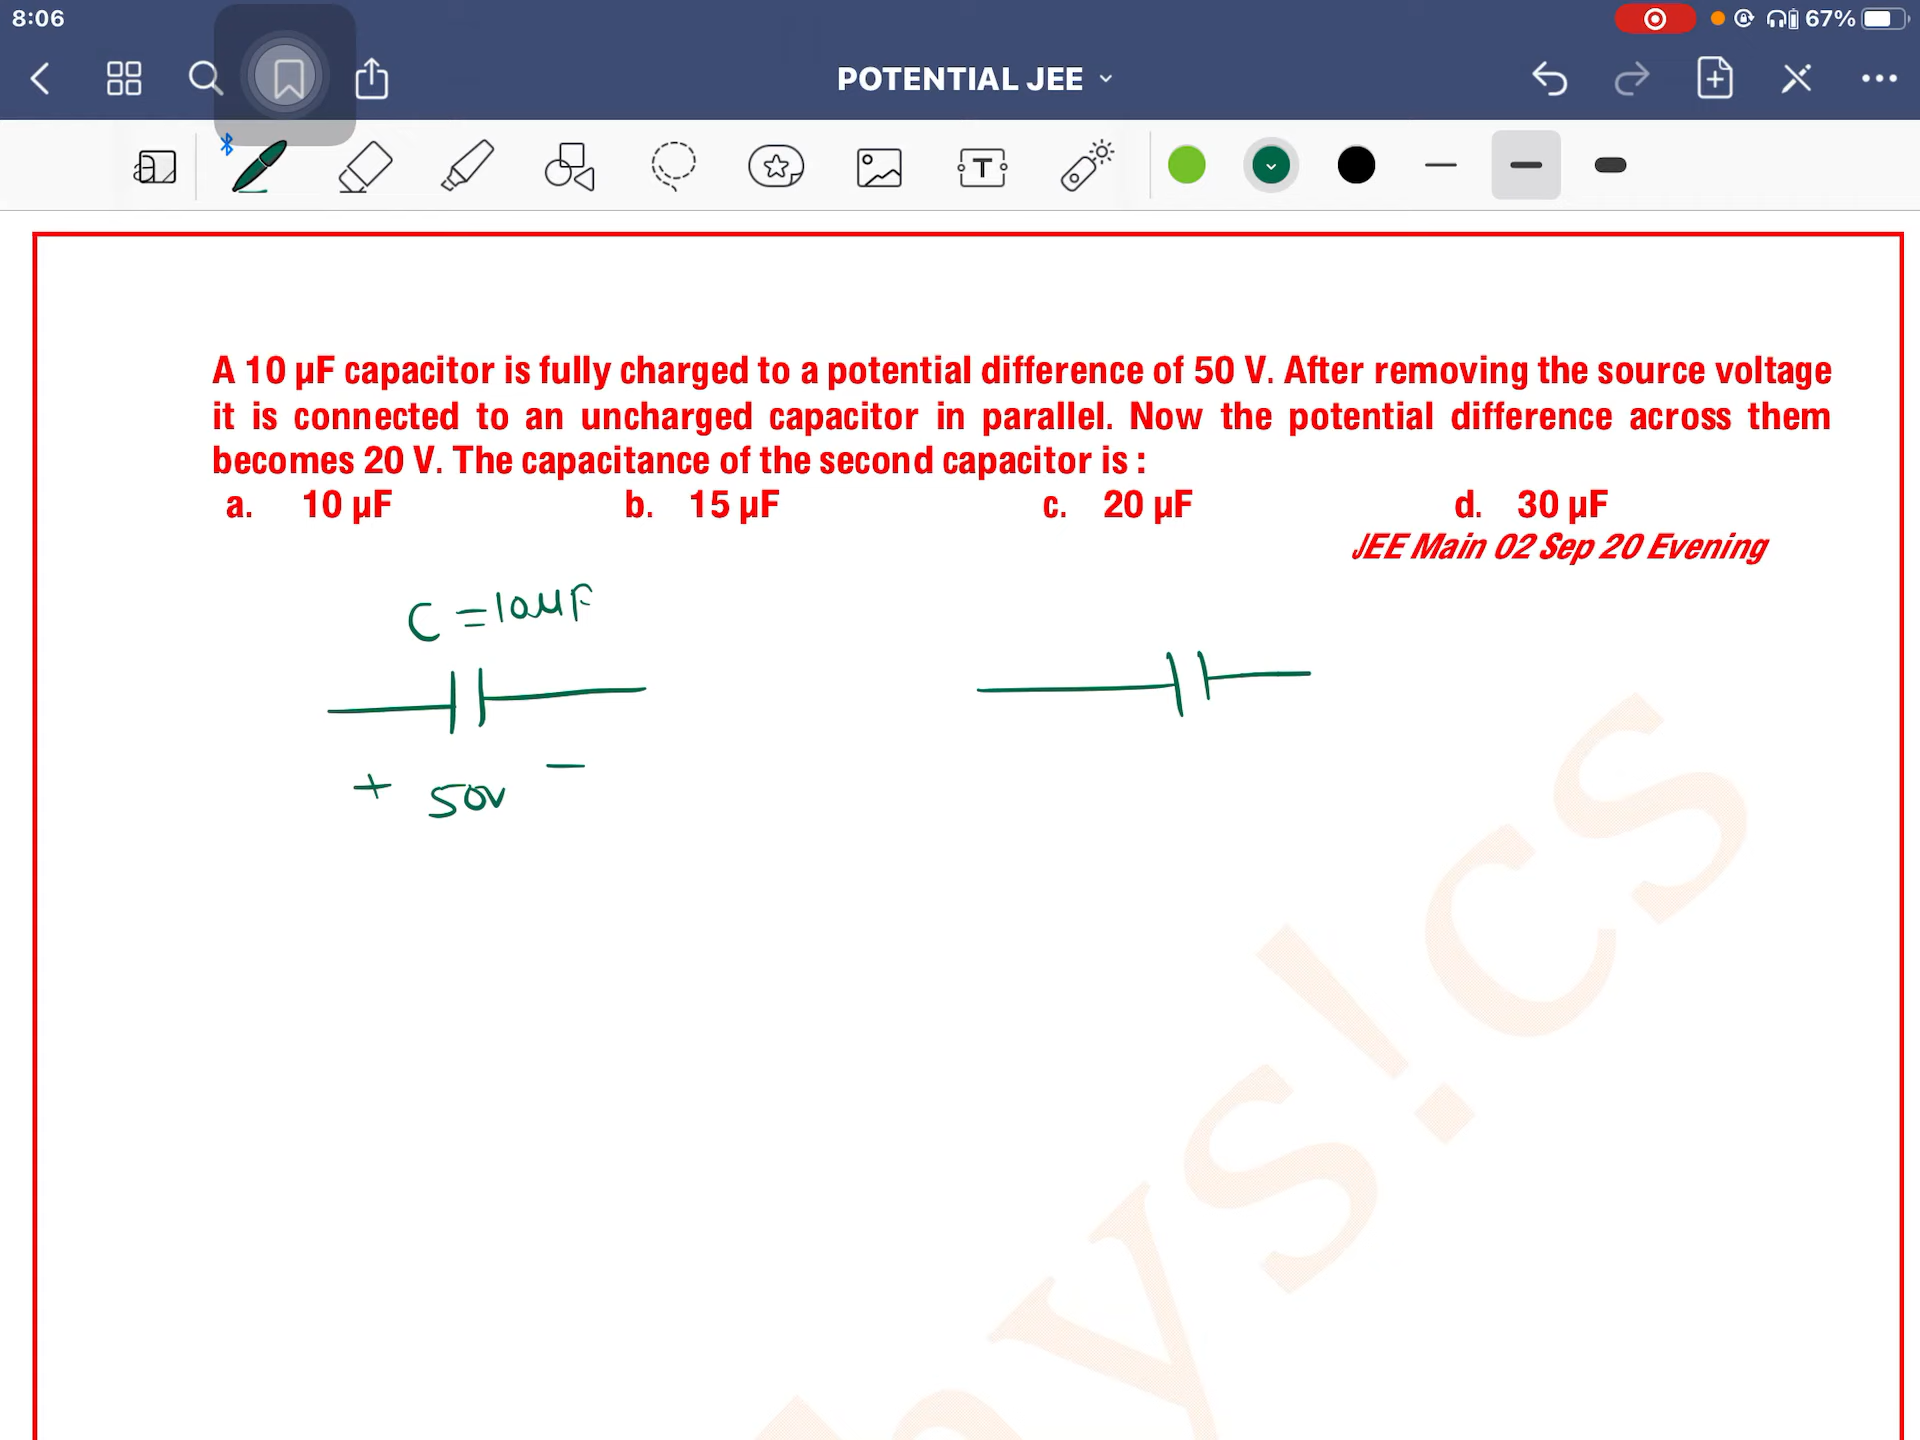 8:06
67%
POTENTIAL JEE
A 10 µF capacitor is fully charged to a potential difference of 50 V. After removing the source voltage
it is connected to an uncharged capacitor in parallel. Now the potential difference across them
becomes 20 V. The capacitance of the second capacitor is :
a. 10 µF b. 15 µF c. 20 µF d. 30 µF
JEE Main 02 Sep 20 Evening
C = 10µF
+ 50V −
hys!cs